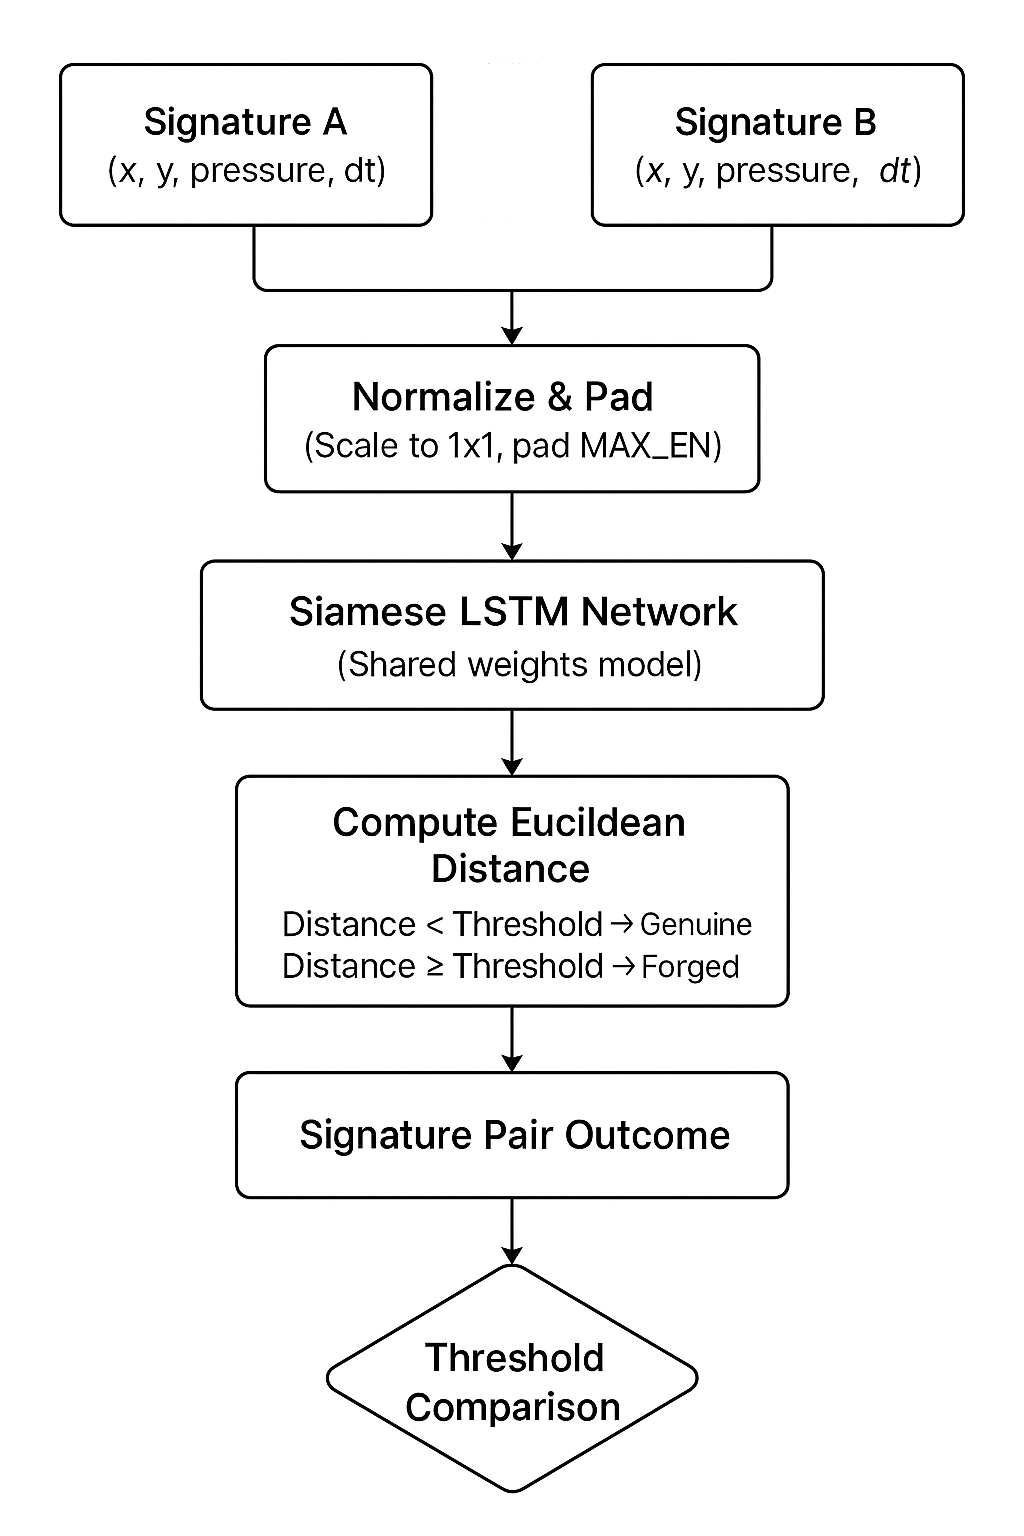 Signature A
(x, y, pressure, dt)
Signature B
(x, y, pressure, dt)
Normalize & Pad
(Scale to 1x1, pad MAX_EN)
Siamese LSTM Network
(Shared weights model)
Compute Eucildean
Distance
Distance < Threshold → Genuine
Distance ≥ Threshold → Forged
Signature Pair Outcome
Threshold
Comparison